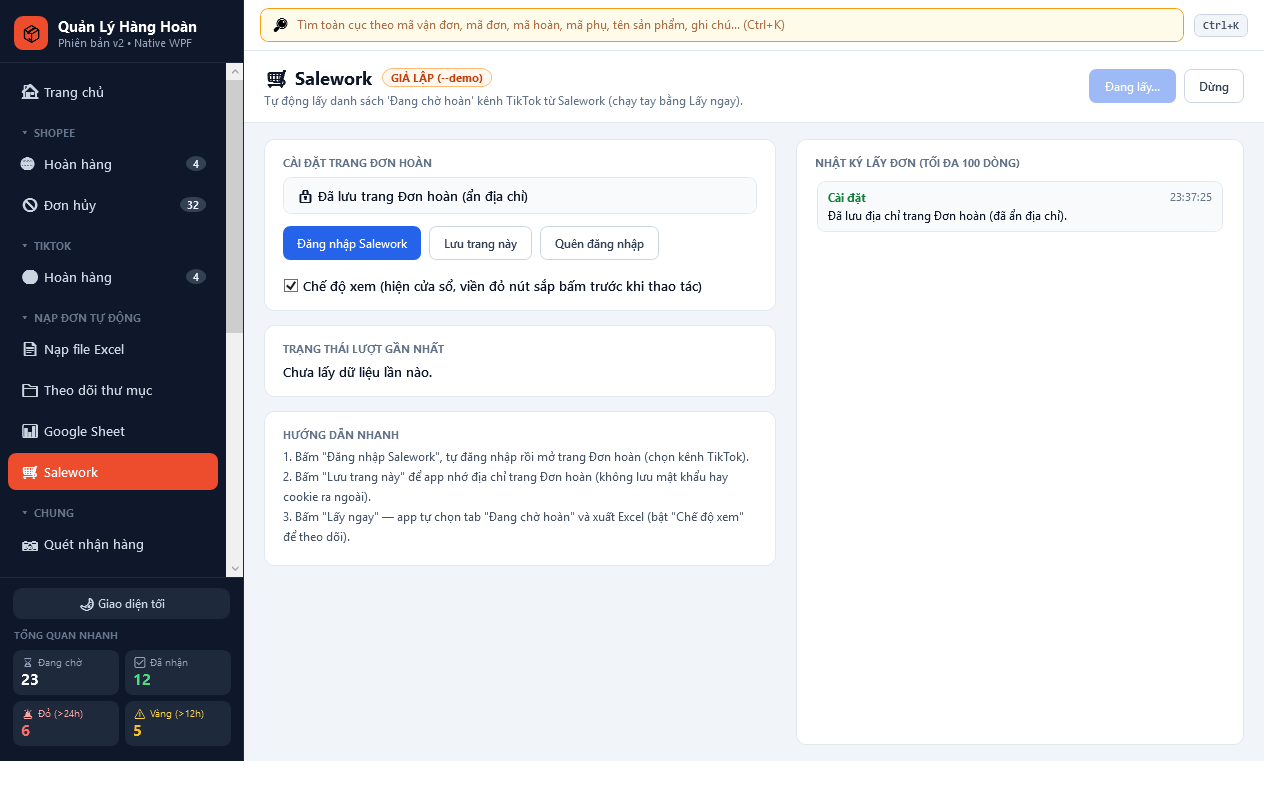 Quản Lý Hàng Hoàn
Phiên bản v2 • Native WPF
Trang chủ
SHOPEE
Hoàn hàng 4
Đơn hủy 32
TIKTOK
Hoàn hàng 4
NẠP ĐƠN TỰ ĐỘNG
Nạp file Excel
Theo dõi thư mục
Google Sheet
Salework
CHUNG
Quét nhận hàng
Giao diện tối
TỔNG QUAN NHANH
Đang chờ
23
Đã nhận
12
Đỏ (>24h)
6
Vàng (>12h)
5
Tìm toàn cục theo mã vận đơn, mã đơn, mã hoàn, mã phụ, tên sản phẩm, ghi chú... (Ctrl+K)
Ctrl+K
Salework GIẢ LẬP (--demo)
Tự động lấy danh sách 'Đang chờ hoàn' kênh TikTok từ Salework (chạy tay bằng Lấy ngay).
Đang lấy...
Dừng
CÀI ĐẶT TRANG ĐƠN HOÀN
Đã lưu trang Đơn hoàn (ẩn địa chỉ)
Đăng nhập Salework
Lưu trang này
Quên đăng nhập
Chế độ xem (hiện cửa sổ, viền đỏ nút sắp bấm trước khi thao tác)
TRẠNG THÁI LƯỢT GẦN NHẤT
Chưa lấy dữ liệu lần nào.
HƯỚNG DẪN NHANH
1. Bấm "Đăng nhập Salework", tự đăng nhập rồi mở trang Đơn hoàn (chọn kênh TikTok).
2. Bấm "Lưu trang này" để app nhớ địa chỉ trang Đơn hoàn (không lưu mật khẩu hay
cookie ra ngoài).
3. Bấm "Lấy ngay" — app tự chọn tab "Đang chờ hoàn" và xuất Excel (bật "Chế độ xem"
để theo dõi).
NHẬT KÝ LẤY ĐƠN (TỐI ĐA 100 DÒNG)
Cài đặt 23:37:25
Đã lưu địa chỉ trang Đơn hoàn (đã ẩn địa chỉ).